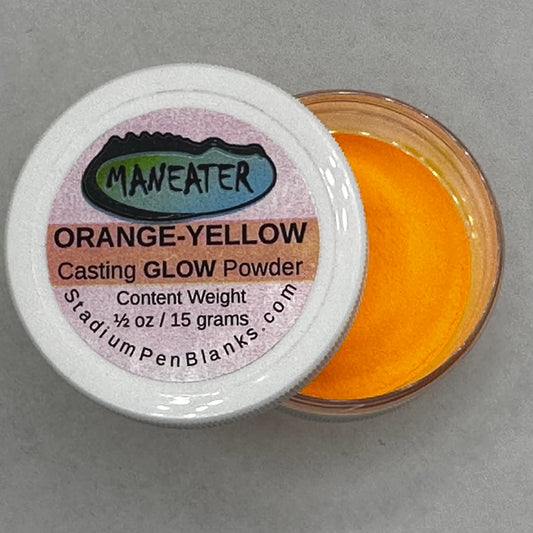 MANEATER
ORANGE-YELLOW
Casting GLOW Powder
Content Weight
½ oz / 15 grams
StadiumPenBlanks.com